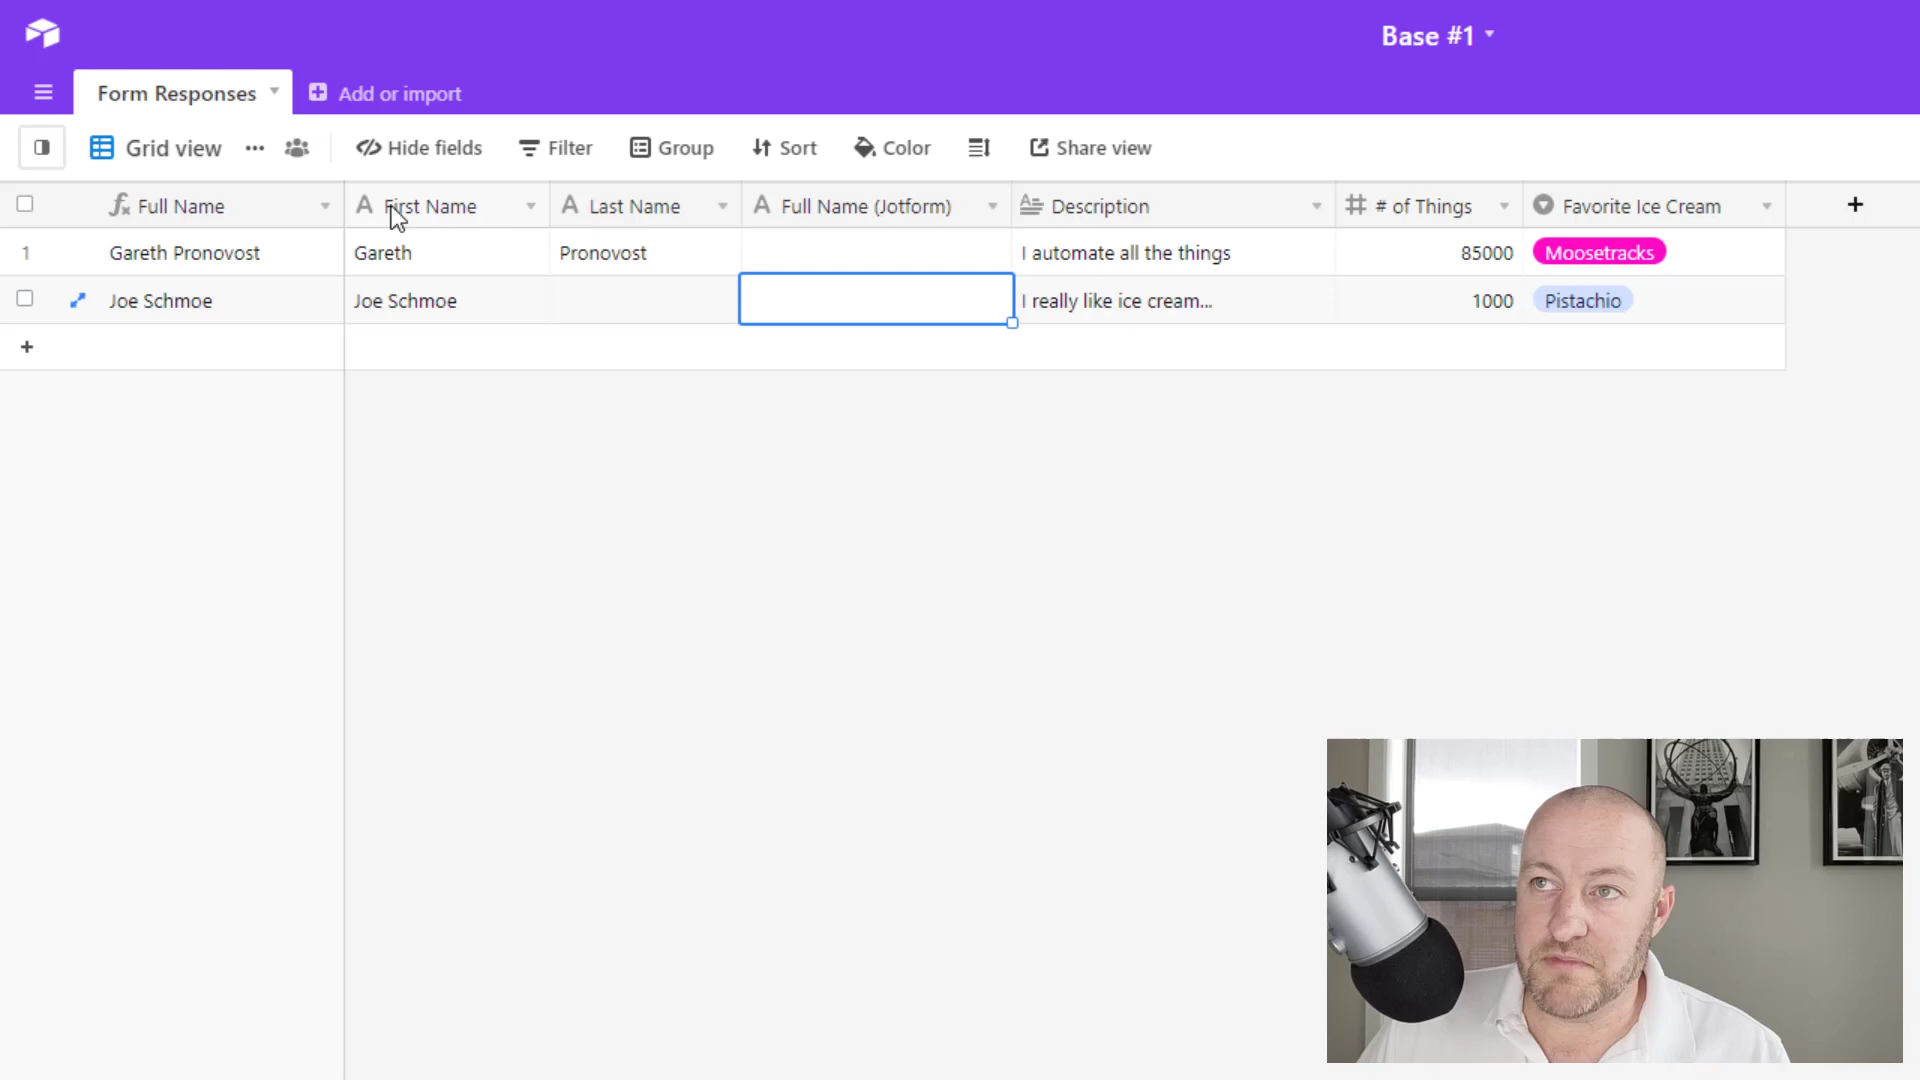 Base #1
Form Responses Add or import
Grid view Hide fields Filter Group Sort Color Share view
Full Name First Name Last Name Full Name (Jotform) Description # of Things Favorite Ice Cream
1 Gareth Pronovost Gareth Pronovost I automate all the things 85000 Moosetracks
Joe Schmoe Joe Schmoe I really like ice cream... 1000 Pistachio